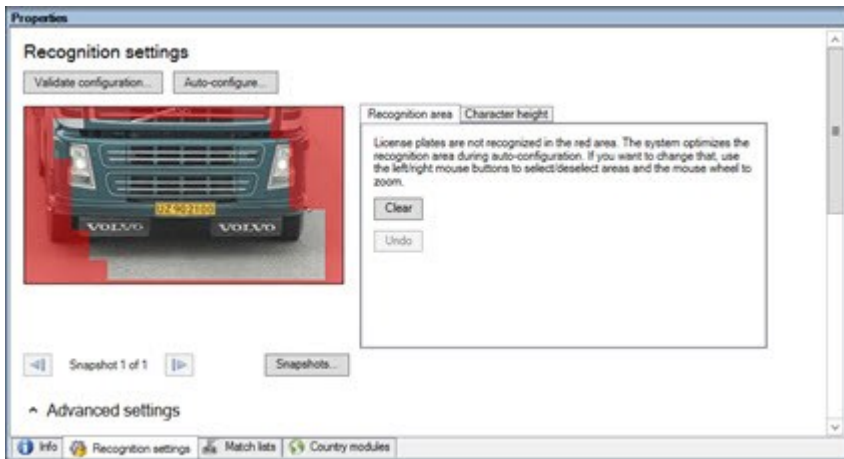 Properties
Recognition settings
Validate configuration...
Auto-configure...
Recognition area
Character height
License plates are not recognized in the red area. The system optimizes the
recognition area during auto-configuration. If you want to change that, use
the left/right mouse buttons to select/deselect areas and the mouse wheel to
zoom.
Clear
Undo
UZ 902100
VOLVO VOLVO
Snapshot 1 of 1
Snapshots...
Advanced settings
Info
Recognition settings
Match lists
Country modules